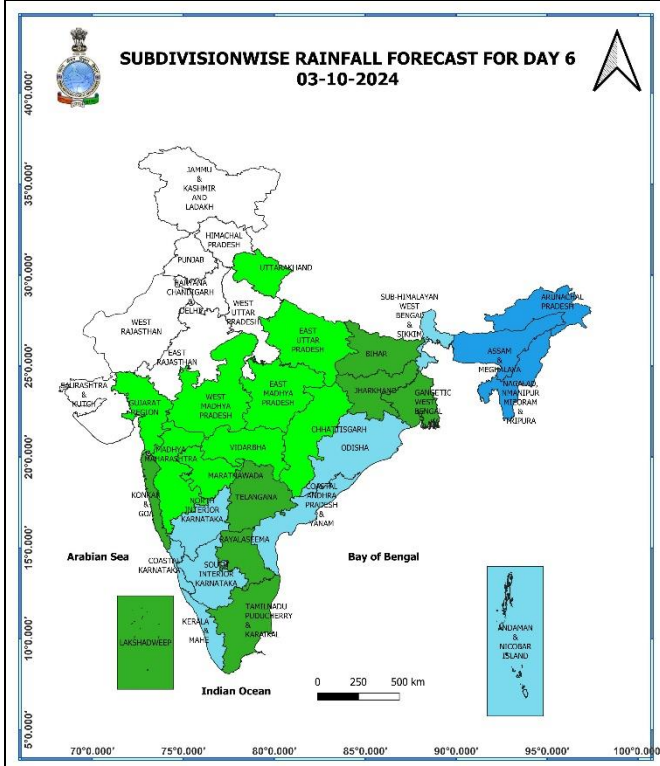 SUBDIVISIONWISE RAINFALL FORECAST FOR DAY 6
03-10-2024
40°0.000'
35°0.000'
30°0.000'
25°0.000'
20°0.000'
15°0.000'
10°0.000'
5°0.000'
JAMMU
&
KASHMIR
AND
LADAKH
HIMACHAL
PRADESH
PUNJAB
UTTARAKHAND
CHANDIGARH
&
DELHI
WEST
UTTAR
PRADESH
WEST
RAJASTHAN
EAST
RAJASTHAN
EAST
UTTAR
PRADESH
SUB-HIMALAYAN
WEST
BENGAL
&
SIKKIM
ARUNACHAL
PRADESH
ASSAM
&
MEGHALAYA
NAGALAD,
NMANIPUR
MIZORAM
&
TRIPURA
BIHAR
JHARKHAND
GANGETIC
WEST
BENGAL
SAURASHTRA
&
KUTCH
GUJARAT
REGION
WEST
MADHYA
PRADESH
EAST
MADHYA
PRADESH
CHHATTISGARH
ODISHA
MADHYA
MAHARASHTRA
VIDARBHA
MARATHAWADA
KONKAN
&
GOA
TELANGANA
NORTH
INTERIOR
KARNATAKA
COASTAL
ANDHRA
PRADESH
&
YANAM
RAYALASEEMA
Arabian Sea
Bay of Bengal
COASTAL
KARNATAKA
SOUTH
INTERIOR
KARNATAKA
KERALA
&
MAHE
TAMILNADU
PUDUCHERRY
&
KARAIKAL
LAKSHADWEEP
ANDAMAN
&
NICOBAR
ISLAND
Indian Ocean
0 250 500 km
70°0.000' 75°0.000' 80°0.000' 85°0.000' 90°0.000' 95°0.000' 100°0.000'